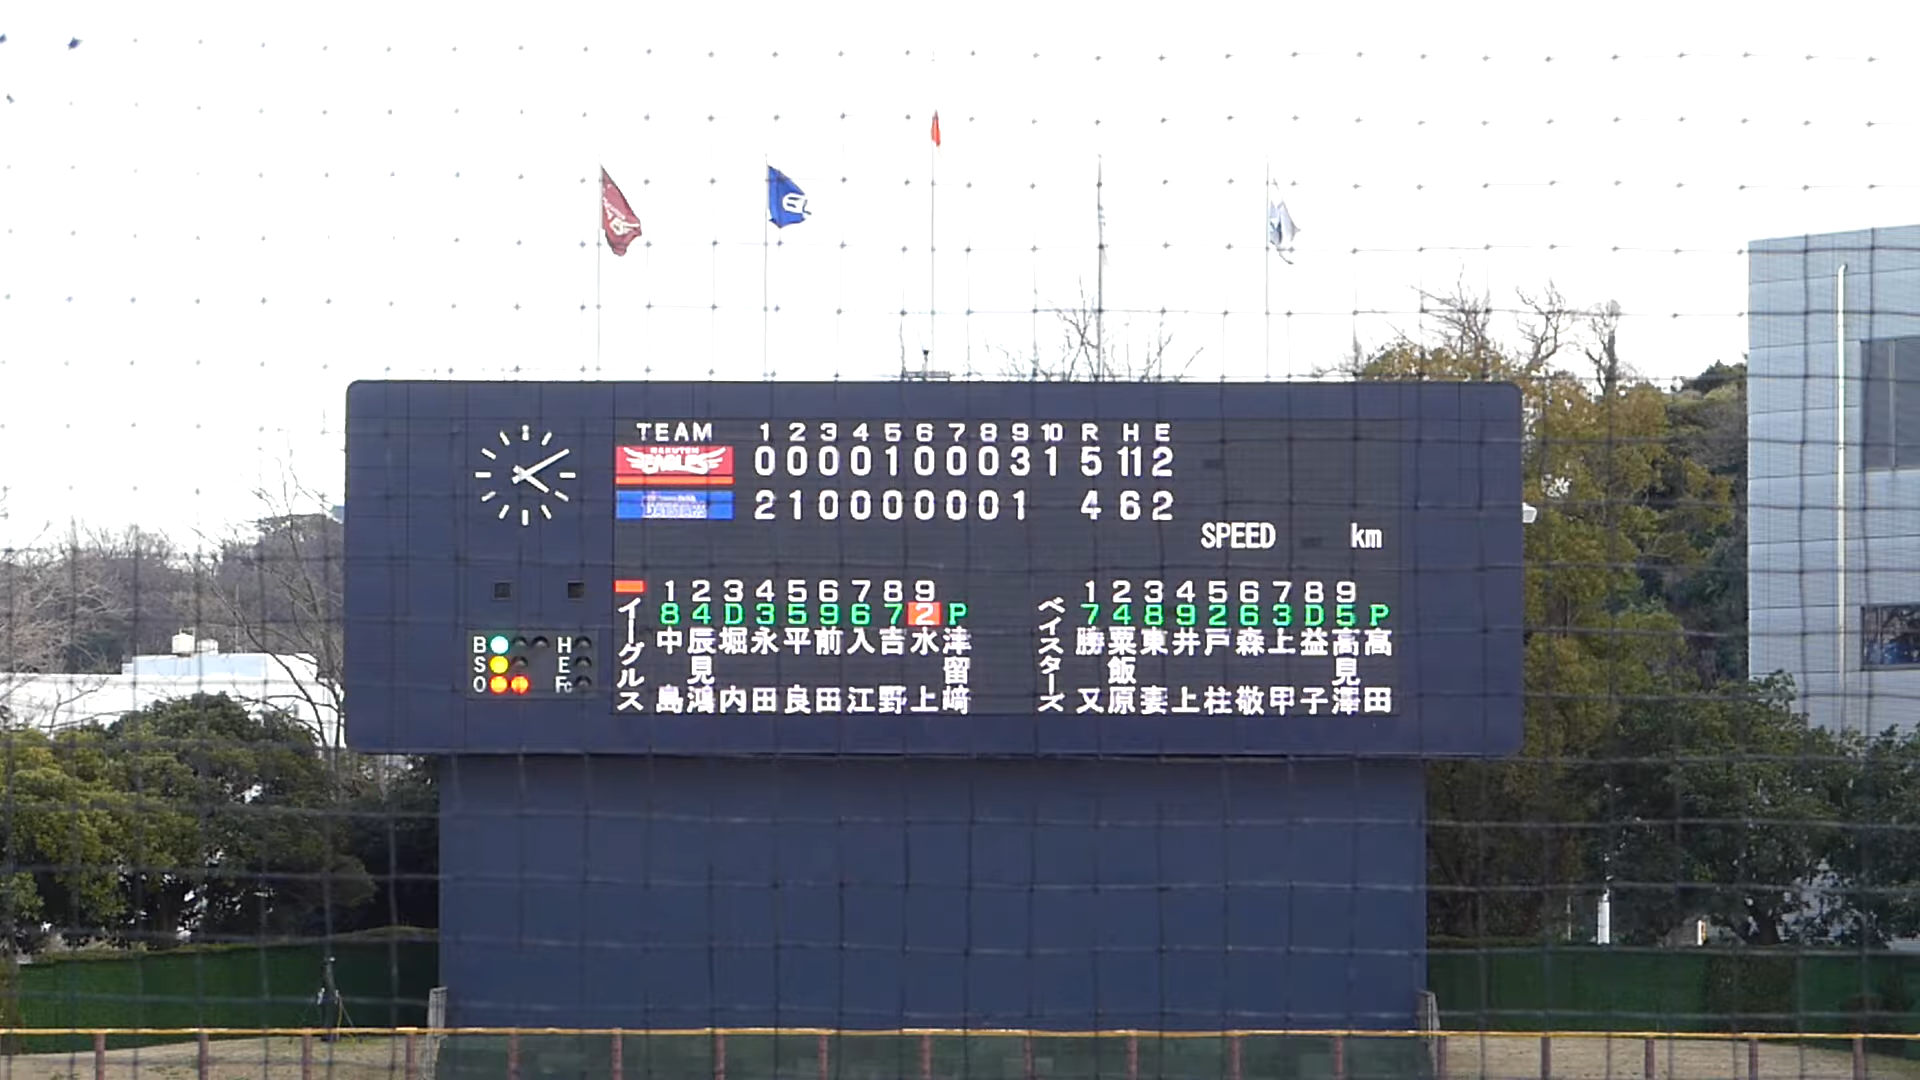 TEAM 1 2 3 4 5 6 7 8 9 10 R H E
EAGLES 0 0 0 0 1 0 0 0 3 1 5 11 2
2 1 0 0 0 0 0 0 1 4 6 2
SPEED km
イーグルス
1 2 3 4 5 6 7 8 9
8 4 D 3 5 9 6 7 2 P
中島
辰見鴻
堀内
永田
平良
前田
入江
吉野
水上
津留﨑
ベイスターズ
1 2 3 4 5 6 7 8 9
7 4 8 9 2 6 3 D 5 P
勝又
粟飯原
東妻
井上
戸柱
森敬
上甲
益子
高見澤
髙田
B H
S E
O Fc